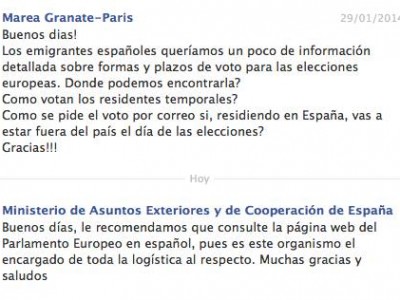 Marea Granate-Paris 29/01/2014
Buenos dias!
Los emigrantes españoles queríamos un poco de información
detallada sobre formas y plazos de voto para las elecciones
europeas. Donde podemos encontrarla?
Como votan los residentes temporales?
Como se pide el voto por correo si, residiendo en España, vas a
estar fuera del país el día de las elecciones?
Gracias!!!
Hoy
Ministerio de Asuntos Exteriores y de Cooperación de España
Buenos días, le recomendamos que consulte la página web del
Parlamento Europeo en español, pues es este organismo el
encargado de toda la logística al respecto. Muchas gracias y
saludos